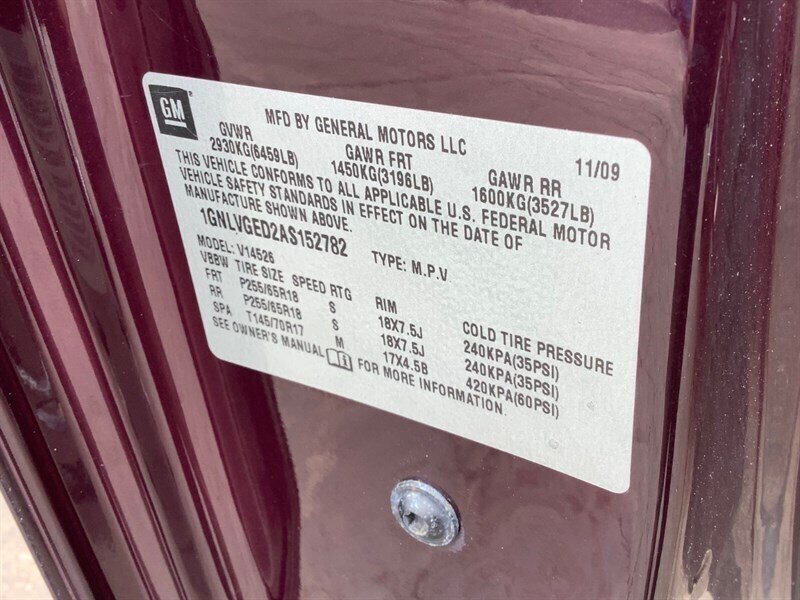 GM
MFD BY GENERAL MOTORS LLC 11/09
GVWR GAWR FRT GAWR RR
2930KG(6459LB) 1450KG(3196LB) 1600KG(3527LB)
THIS VEHICLE CONFORMS TO ALL APPLICABLE U.S. FEDERAL MOTOR
VEHICLE SAFETY STANDARDS IN EFFECT ON THE DATE OF
MANUFACTURE SHOWN ABOVE.
1GNLVGED2AS152782 TYPE: M.P.V
MODEL: V14526
VBBW TIRE SIZE SPEED RTG RIM COLD TIRE PRESSURE
FRT P255/65R18 S 18X7.5J 240KPA(35PSI)
RR P255/65R18 S 18X7.5J 240KPA(35PSI)
SPA T145/70R17 M 17X4.5B 420KPA(60PSI)
SEE OWNER'S MANUAL i FOR MORE INFORMATION.